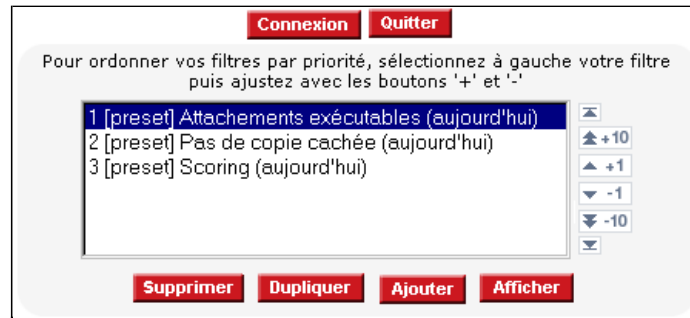 Connexion Quitter
Pour ordonner vos filtres par priorité, sélectionnez à gauche votre filtre
puis ajustez avec les boutons '+' et '-'
1 [preset] Attachements exécutables (aujourd'hui)
2 [preset] Pas de copie cachée (aujourd'hui)
3 [preset] Scoring (aujourd'hui)
+10
+1
-1
-10
Supprimer Dupliquer Ajouter Afficher